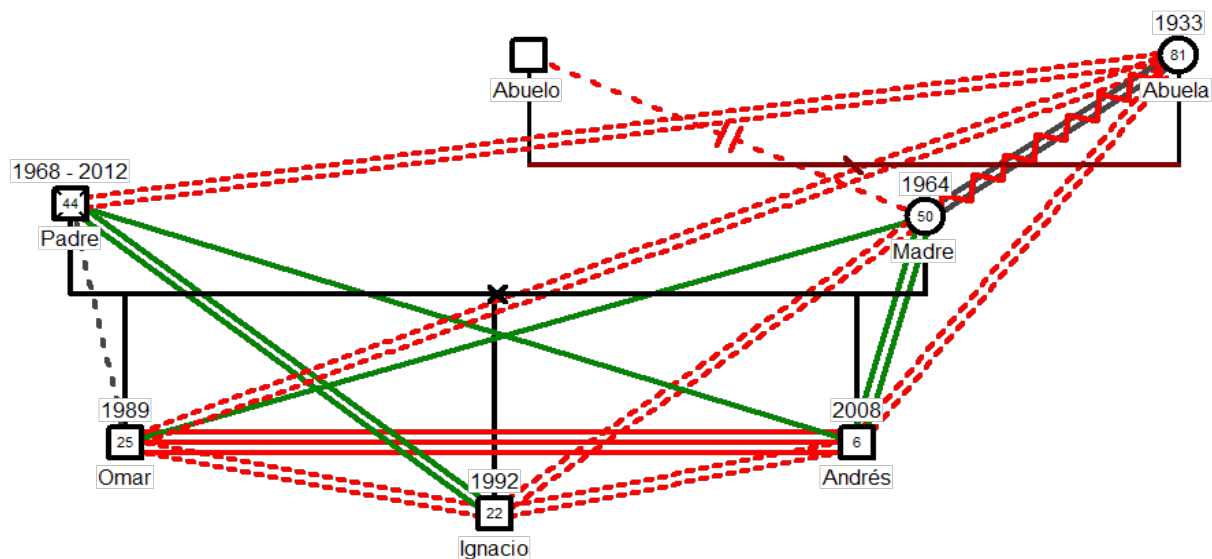 1933
81
Abuelo
Abuela
1968 - 2012
44
Padre
1964
50
Madre
1989
25
Omar
2008
6
Andrés
1992
22
Ignacio